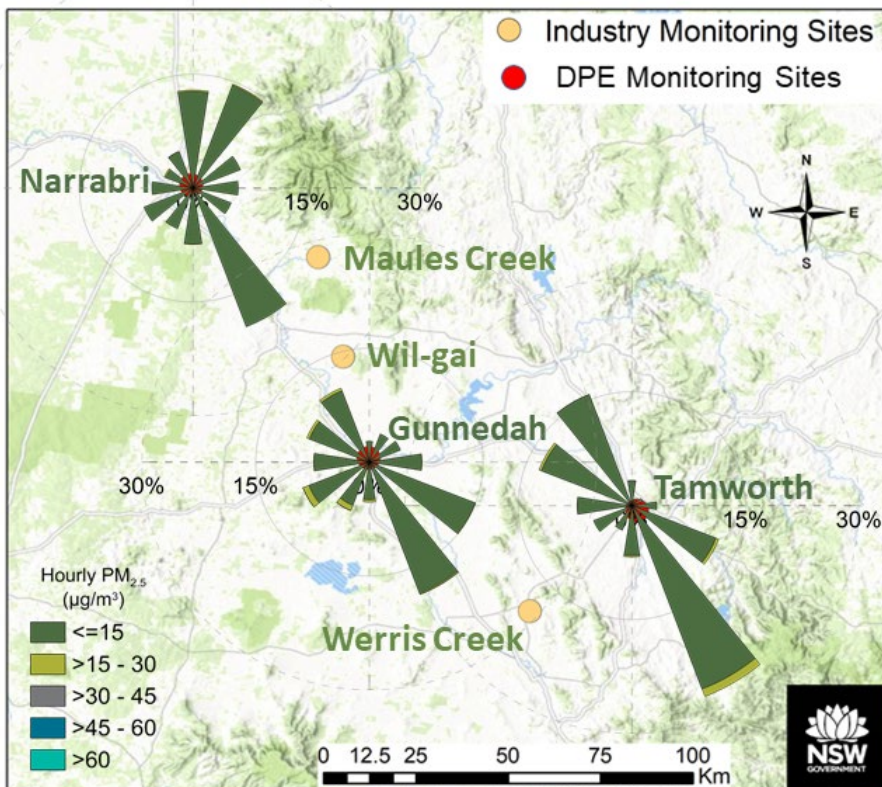 Industry Monitoring Sites
DPE Monitoring Sites
N
W E
S
Narrabri
15% 30%
Maules Creek
Wil-gai
Gunnedah
30% 15%
Tamworth
15% 30%
Werris Creek
Hourly PM2.5
(µg/m³)
<=15
>15 - 30
>30 - 45
>45 - 60
>60
0 12.5 25 50 75 100
Km
NSW
GOVERNMENT